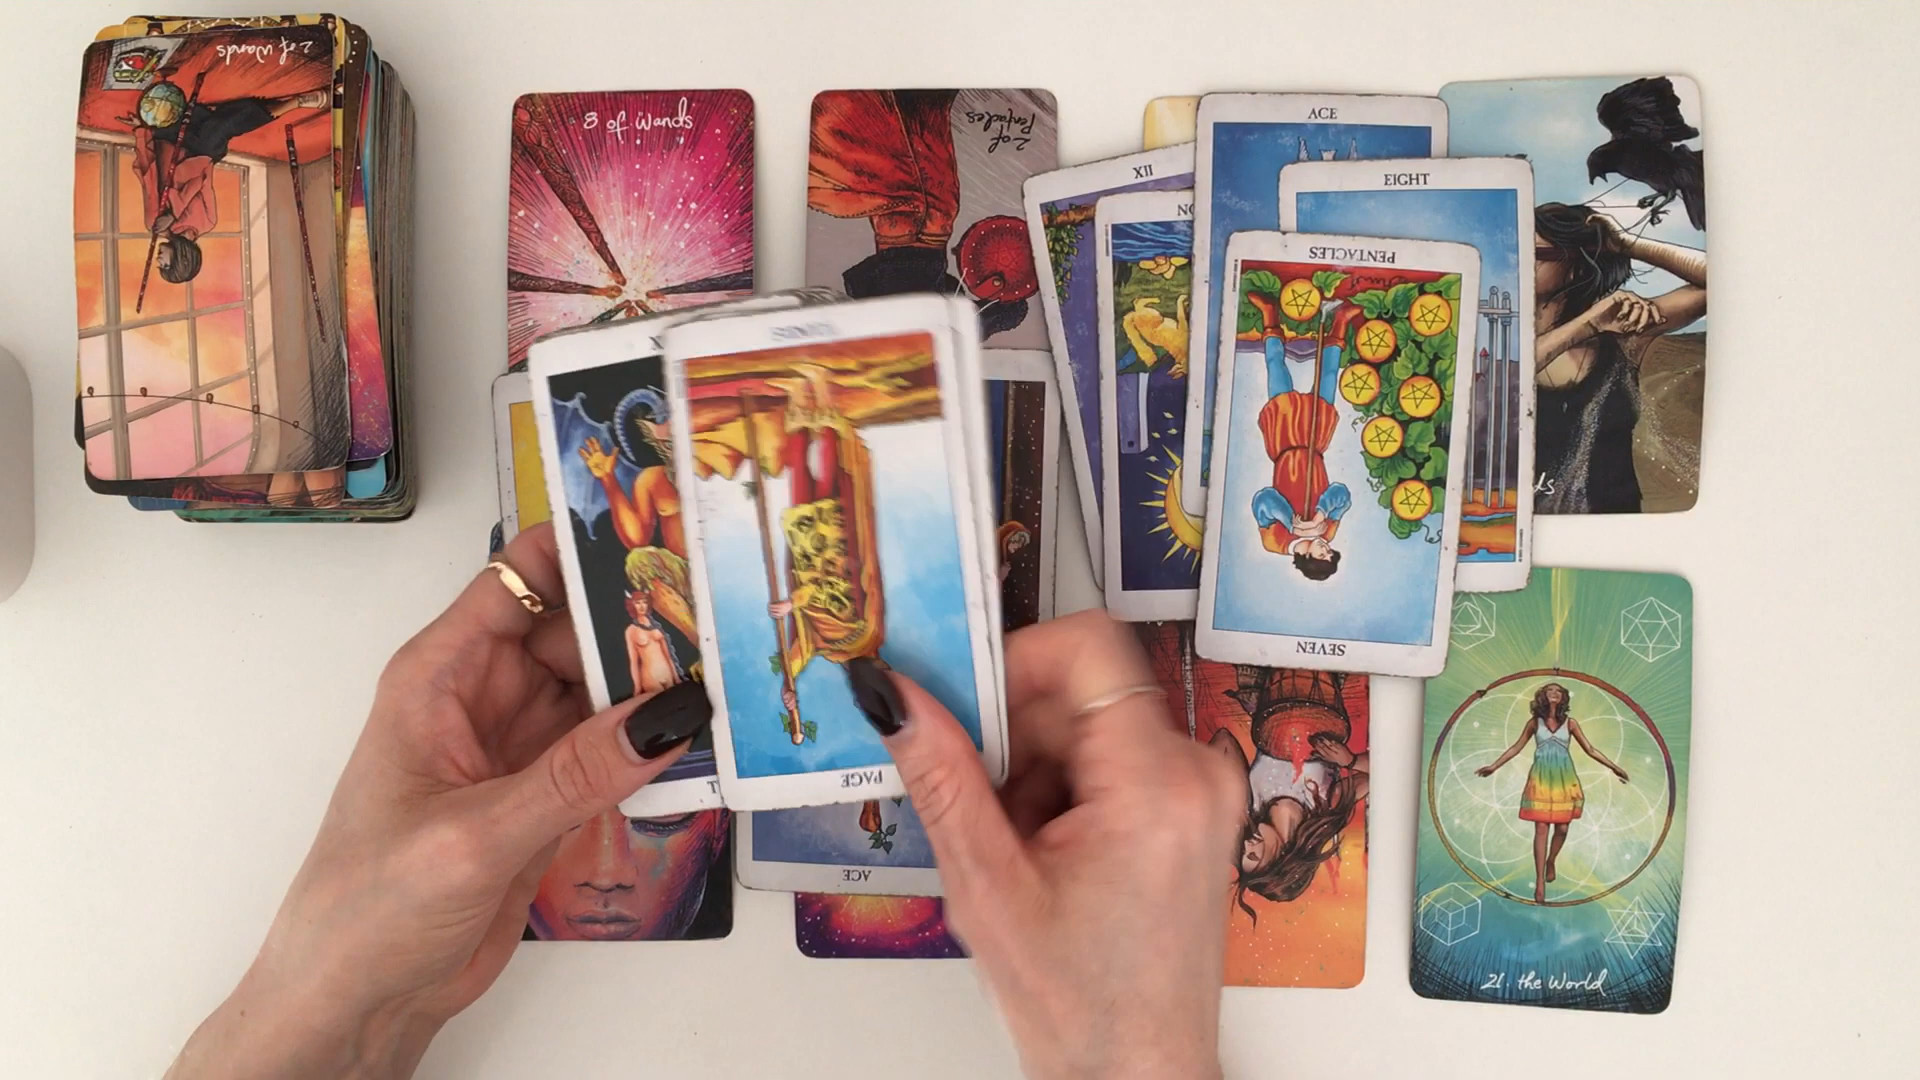 2 of Wands
8 of Wands
2 of
Pentacles
XII
ACE
EIGHT
PENTACLES
SEVEN
PAGE
ACE
21. the World